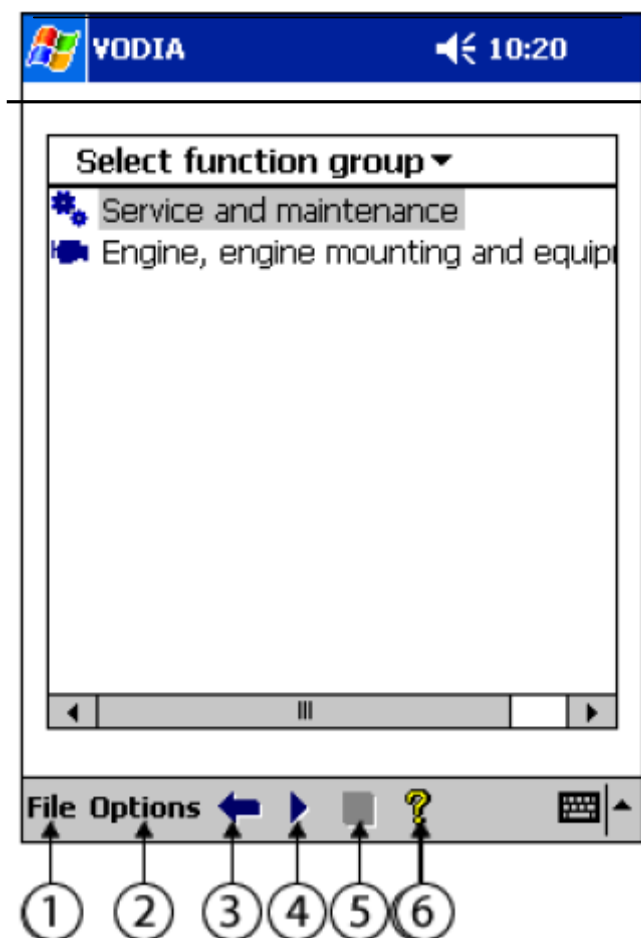 VODIA 10:20
Select function group
Service and maintenance
Engine, engine mounting and equip
File Options ?
1 2 3 4 5 6